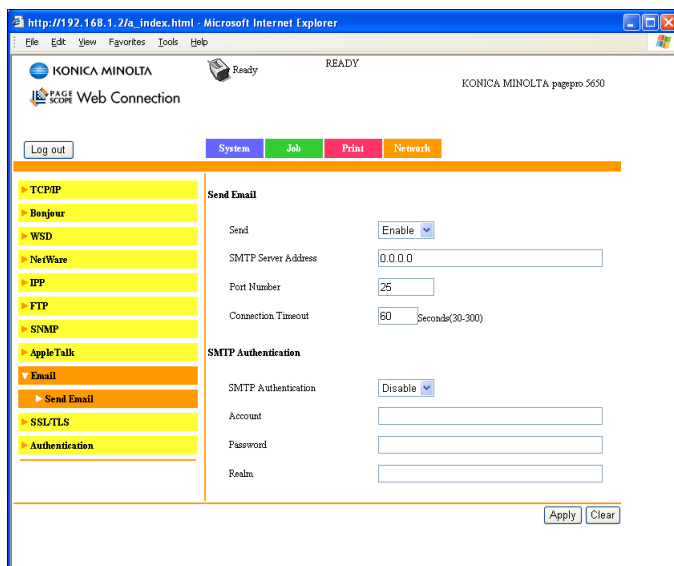 http://192.168.1.2/a_index.html - Microsoft Internet Explorer
File Edit View Favorites Tools Help
KONICA MINOLTA
Ready
READY
KONICA MINOLTA pagepro 5650
PAGE SCOPE Web Connection
Log out
System Job Print Network
TCP/IP
Bonjour
WSD
NetWare
IPP
FTP
SNMP
AppleTalk
Email
Send Email
SSL/TLS
Authentication
Send Email
Send Enable
SMTP Server Address 0.0.0.0
Port Number 25
Connection Timeout 60 Seconds(30-300)
SMTP Authentication
SMTP Authentication Disable
Account
Password
Realm
Apply Clear